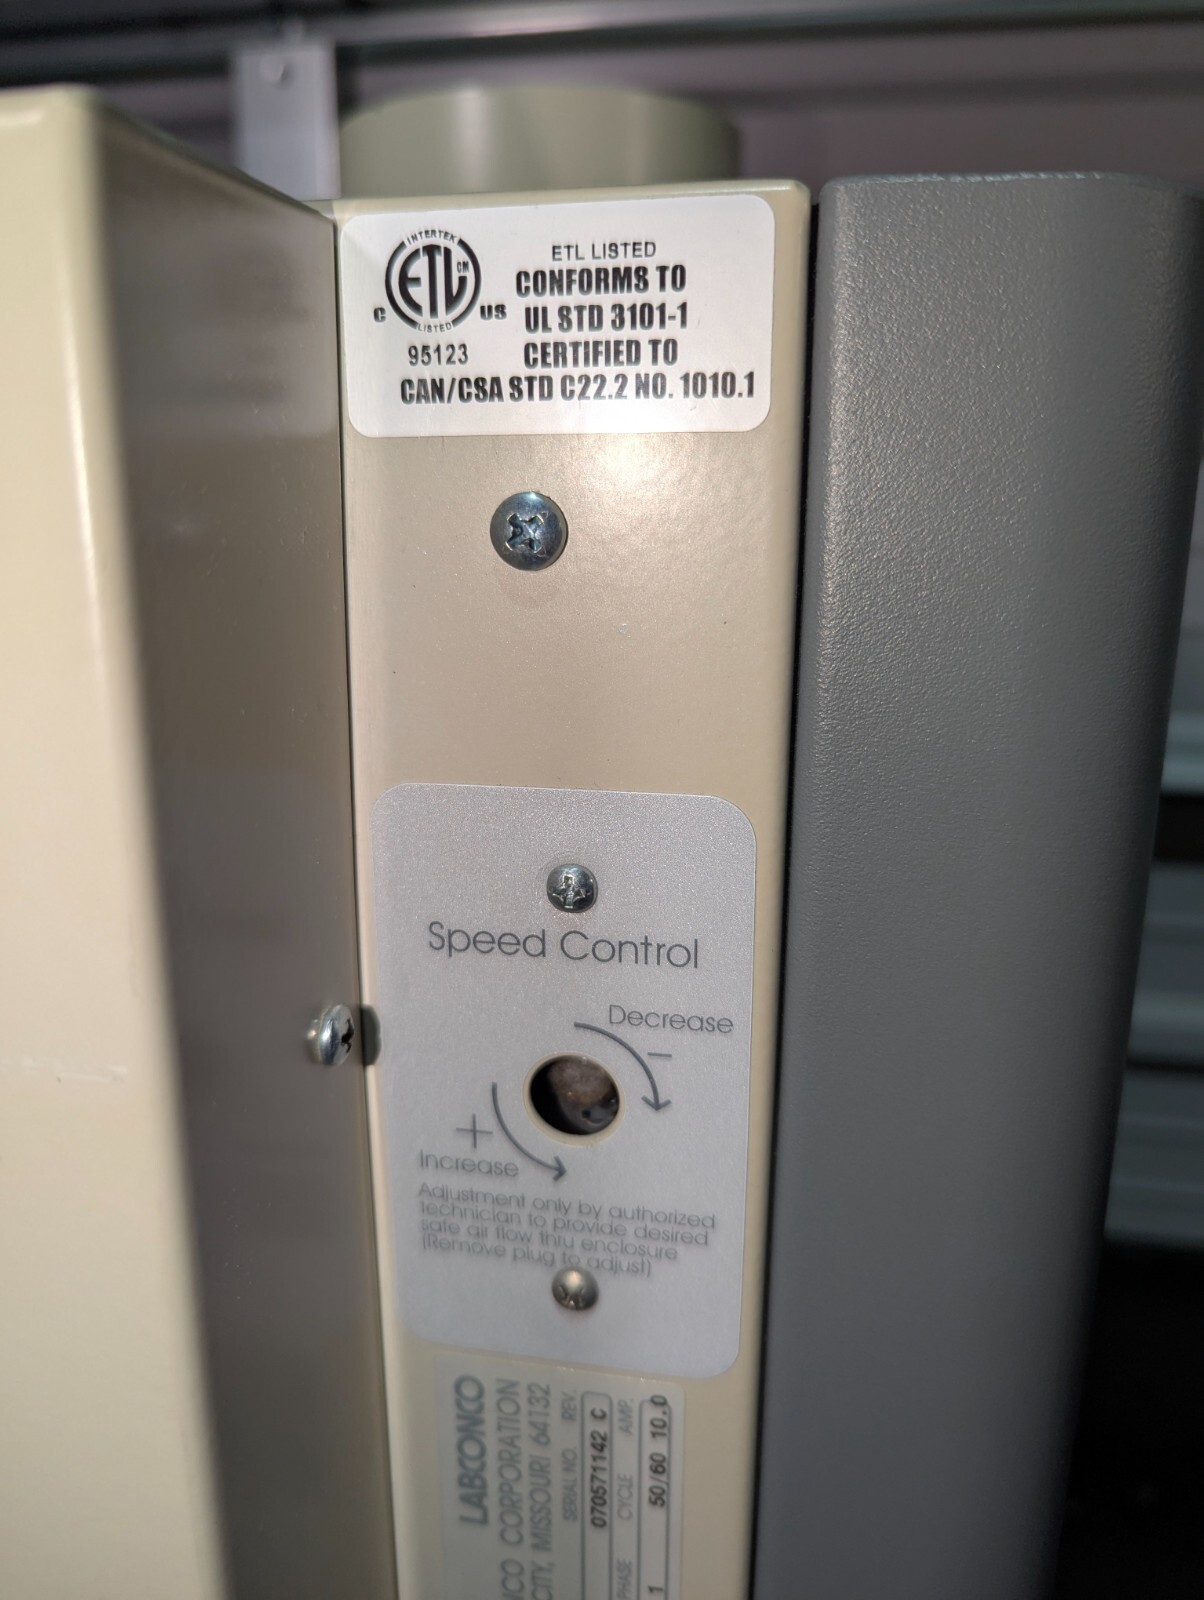 INTERTEK
ETL CM
LISTED
C US
95123
ETL LISTED
CONFORMS TO
UL STD 3101-1
CERTIFIED TO
CAN/CSA STD C22.2 NO. 1010.1
Speed Control
Decrease
−
+
Increase
Adjustment only by authorized
technician to provide desired
safe air flow thru enclosure
(Remove plug to adjust)
LABCONCO
CORPORATION
CITY, MISSOURI 64132
SERIAL NO. REV.
070571142 C
PHASE CYCLE AMP.
1 50/60 10.0